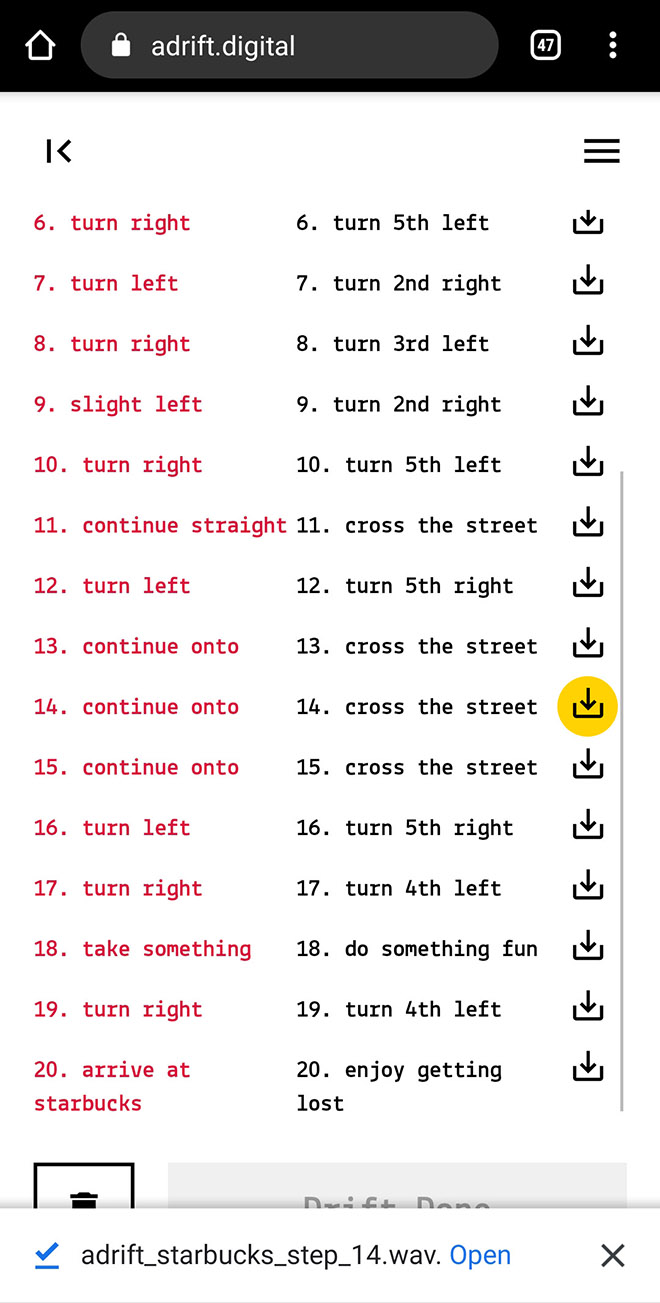 47
adrift.digital
6. turn right 6. turn 5th left
7. turn left 7. turn 2nd right
8. turn right 8. turn 3rd left
9. slight left 9. turn 2nd right
10. turn right 10. turn 5th left
11. continue straight 11. cross the street
12. turn left 12. turn 5th right
13. continue onto 13. cross the street
14. continue onto 14. cross the street
15. continue onto 15. cross the street
16. turn left 16. turn 5th right
17. turn right 17. turn 4th left
18. take something 18. do something fun
19. turn right 19. turn 4th left
20. arrive at 20. enjoy getting
starbucks lost
Drift Done
adrift_starbucks_step_14.wav. Open